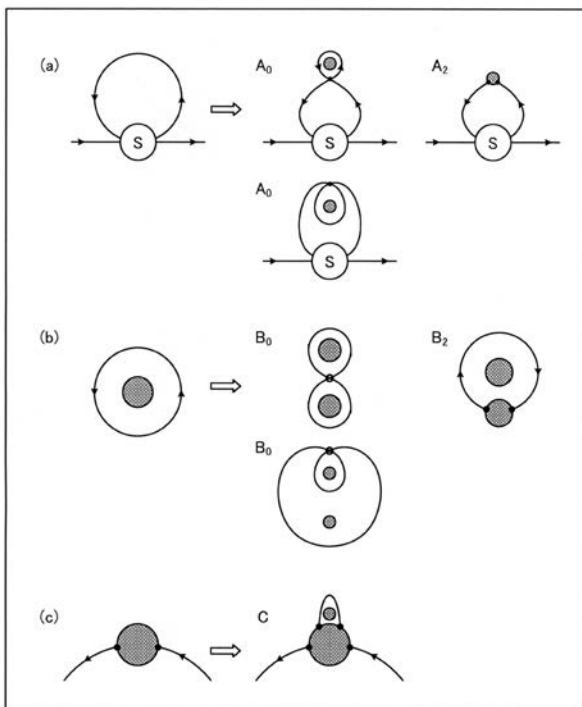 (a) A₀ A₂
S S S
A₀
S
(b) B₀ B₂
B₀
(c) C